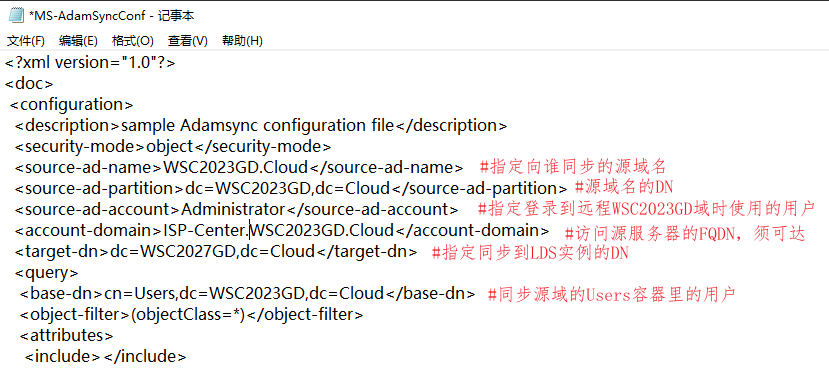 *MS-AdamSyncConf - 记事本
文件(F) 编辑(E) 格式(O) 查看(V) 帮助(H)
<?xml version="1.0"?>
<doc>
<configuration>
<description>sample Adamsync configuration file</description>
<security-mode>object</security-mode>
<source-ad-name>WSC2023GD.Cloud</source-ad-name> #指定向谁同步的源域名
<source-ad-partition>dc=WSC2023GD,dc=Cloud</source-ad-partition> #源域名的DN
<source-ad-account>Administrator</source-ad-account> #指定登录到远程WSC2023GD域时使用的用户
<account-domain>ISP-Center.WSC2023GD.Cloud</account-domain> #访问源服务器的FQDN，须可达
<target-dn>dc=WSC2027GD,dc=Cloud</target-dn> #指定同步到LDS实例的DN
<query>
<base-dn>cn=Users,dc=WSC2023GD,dc=Cloud</base-dn> #同步源域的Users容器里的用户
<object-filter>(objectClass=*)</object-filter>
<attributes>
<include></include>